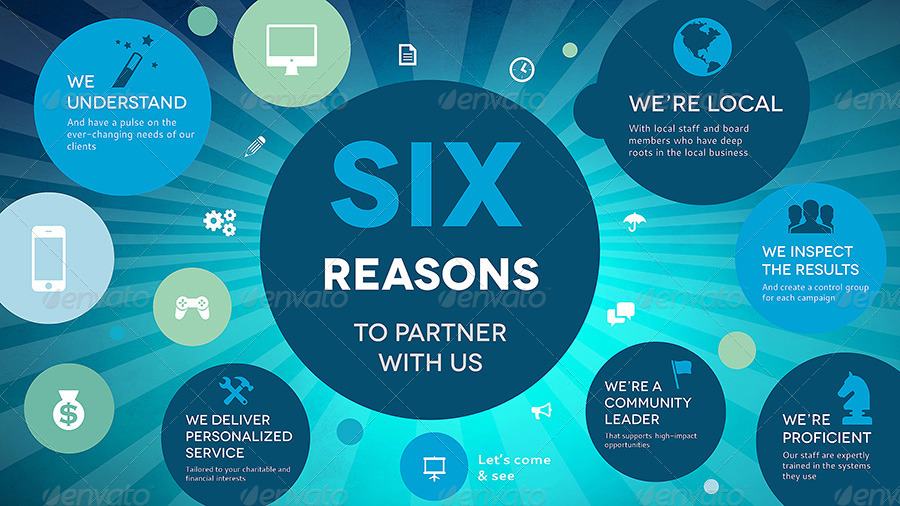 WE
UNDERSTAND
And have a pulse on the
ever-changing needs of our
clients
SIX
REASONS
TO PARTNER
WITH US
WE'RE LOCAL
With local staff and board
members who have deep
roots in the local business
WE INSPECT
THE RESULTS
And create a control group
for each campaign
WE DELIVER
PERSONALIZED
SERVICE
Tailored to your charitable and
financial interests
$
Let's come
& see
WE'RE A
COMMUNITY
LEADER
That supports high-impact
opportunities
WE'RE
PROFICIENT
Our staff are expertly
trained in the systems
they use
envato